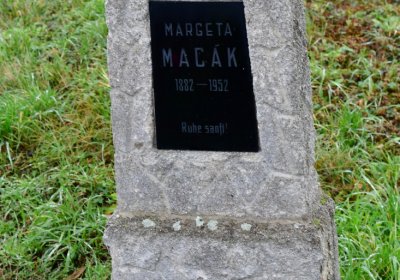 MARGETA
MACÁK
1882—1952
Ruhe sanft!